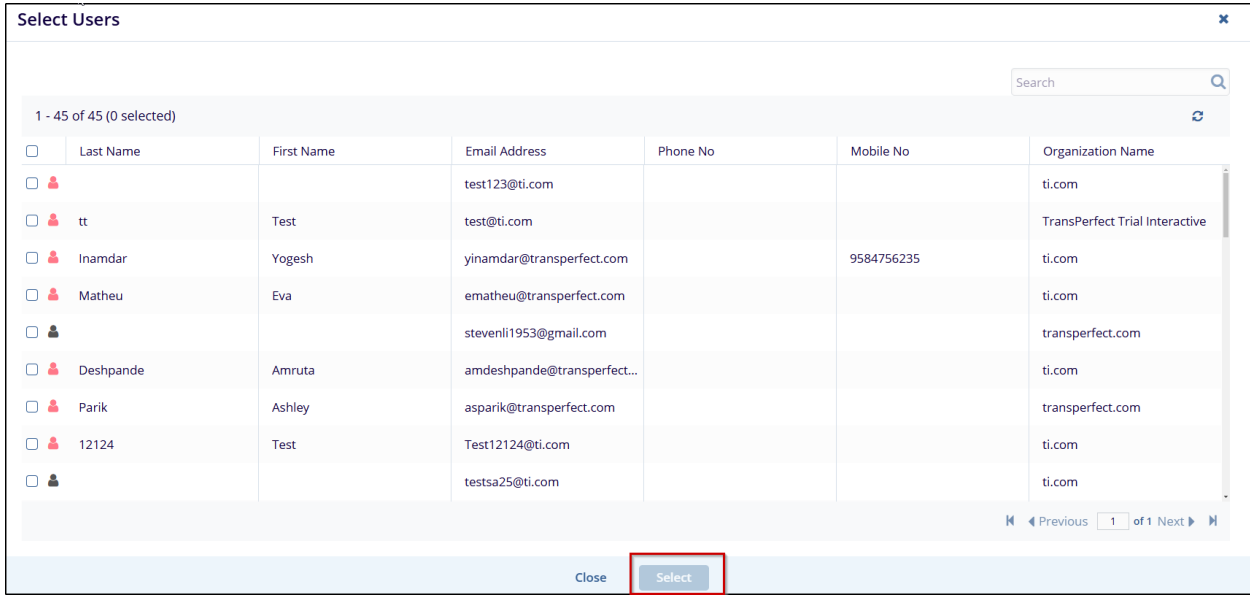 Select Users
Search
1 - 45 of 45 (0 selected)
Last Name First Name Email Address Phone No Mobile No Organization Name
test123@ti.com ti.com
tt Test test@ti.com TransPerfect Trial Interactive
Inamdar Yogesh yinamdar@transperfect.com 9584756235 ti.com
Matheu Eva ematheu@transperfect.com ti.com
stevenli1953@gmail.com transperfect.com
Deshpande Amruta amdeshpande@transperfect... ti.com
Parik Ashley asparik@transperfect.com transperfect.com
12124 Test Test12124@ti.com ti.com
testsa25@ti.com ti.com
Previous 1 of 1 Next
Close Select